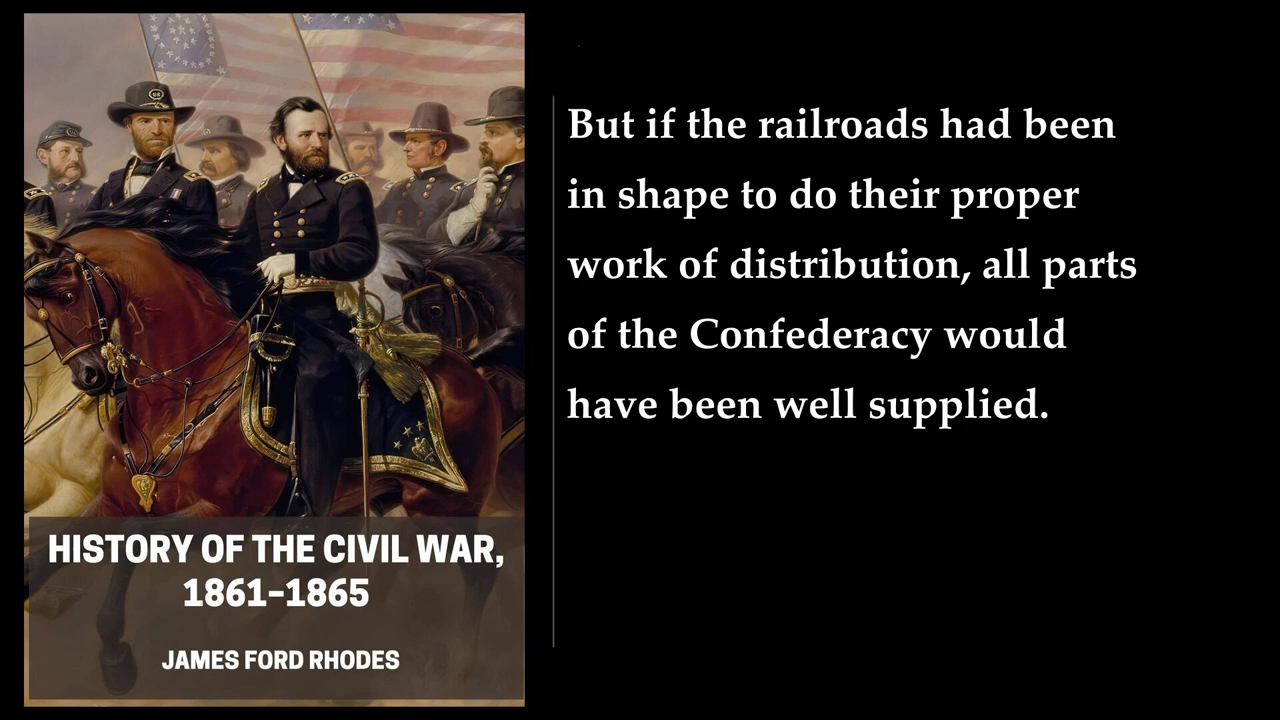 But if the railroads had been
in shape to do their proper
work of distribution, all parts
of the Confederacy would
have been well supplied.
HISTORY OF THE CIVIL WAR,
1861–1865
JAMES FORD RHODES